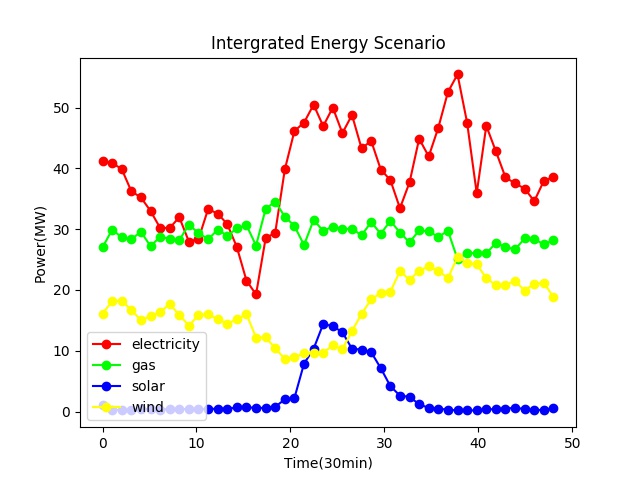 Intergrated Energy Scenario
Power(MW)
50
40
30
20
10
0
electricity
gas
solar
wind
0 10 20 30 40 50
Time(30min)